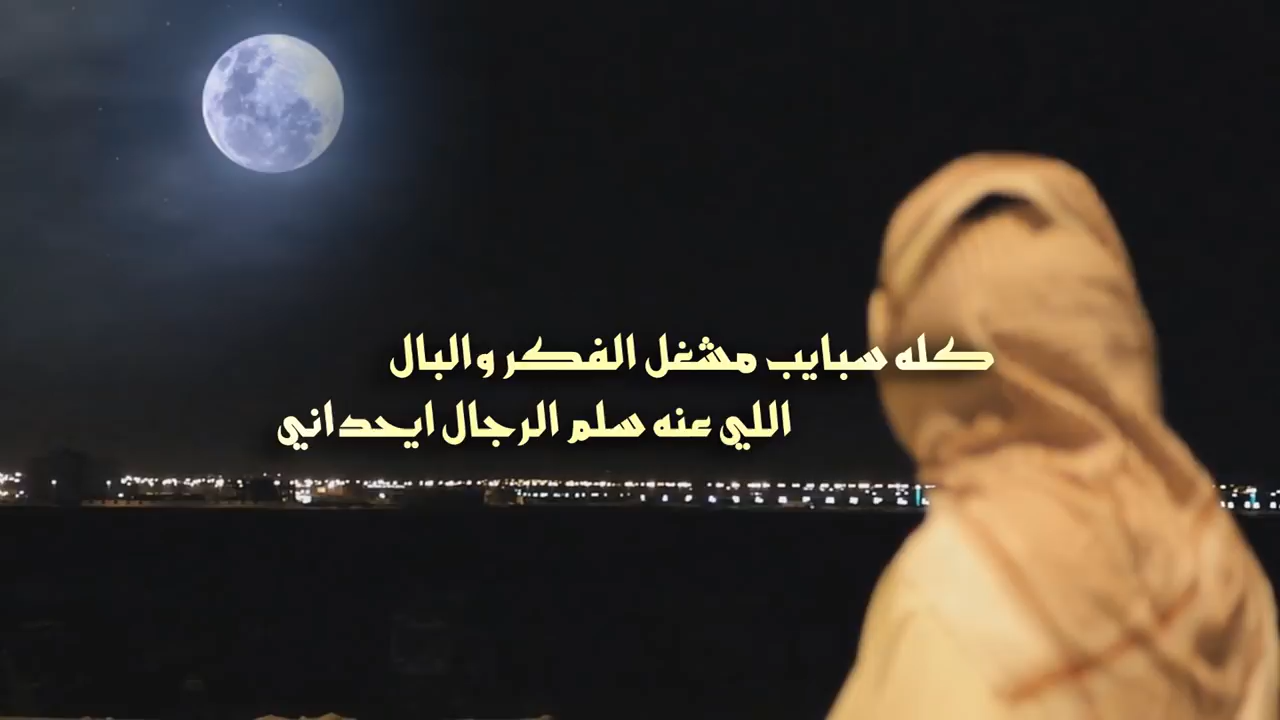 كله سبايب مشغل الفكر والبال
اللي عنه سلم الرجال ايحداني